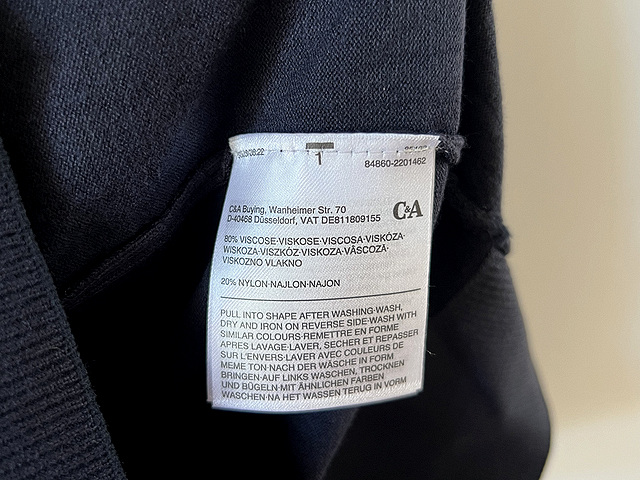 1
84860-2201462
C&A Buying, Wanheimer Str. 70
D-40468 Düsseldorf, VAT DE811809155
C&A
80% VISCOSE·VISKOSE·VISCOSA·VISKÓZA·
WISKOZA·VISZKÓZ·VISKOZA·VÂSCOZĂ·
VISKOZNO VLAKNO
20% NYLON·NAJLON·NAJON
PULL INTO SHAPE AFTER WASHING·WASH,
DRY AND IRON ON REVERSE SIDE·WASH WITH
SIMILAR COLOURS·REMETTRE EN FORME
APRES LAVAGE·LAVER, SECHER ET REPASSER
SUR L'ENVERS·LAVER AVEC COULEURS DE
MEME TON·NACH DER WÄSCHE IN FORM
BRINGEN·AUF LINKS WASCHEN, TROCKNEN
UND BÜGELN·MIT ÄHNLICHEN FARBEN
WASCHEN·NA HET WASSEN TERUG IN VORM